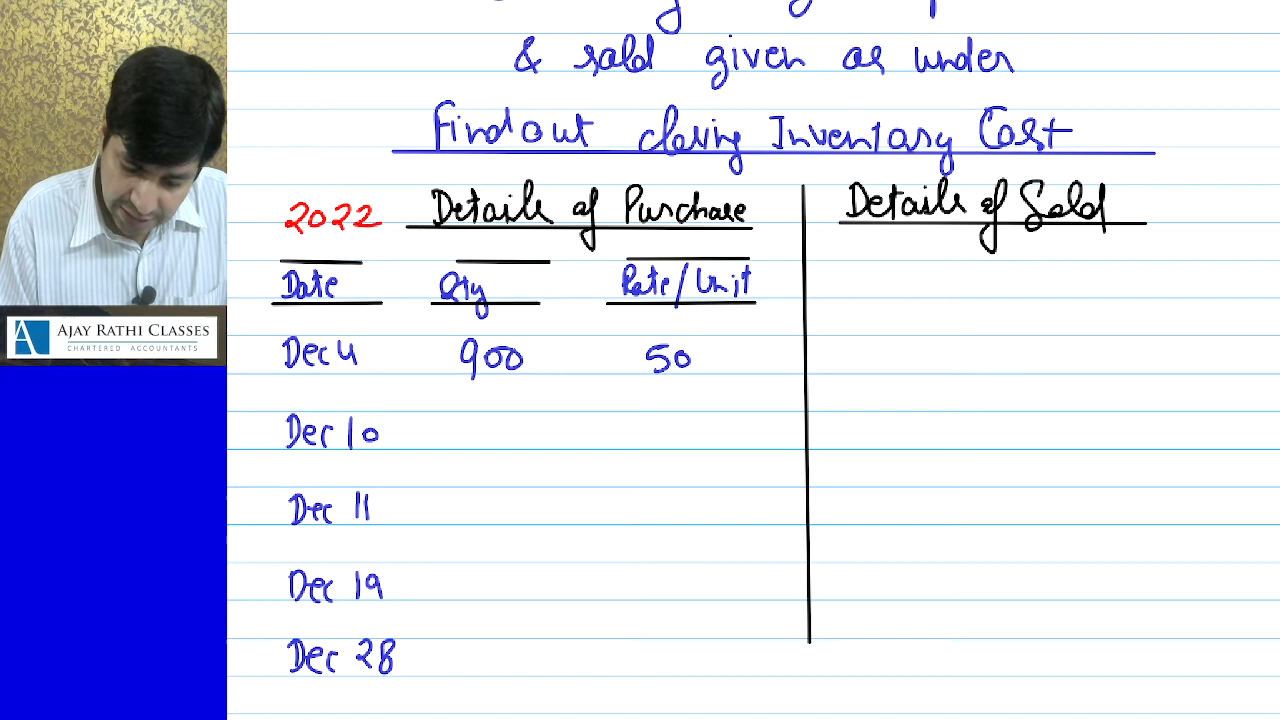 & sold given as under
Findout closing Inventory Cost
2022 Details of Purchase Details of Sold
Date Qty Rate/Unit
Dec 4 900 50
Dec 10
Dec 11
Dec 19
Dec 28
AJAY RATHI CLASSES
CHARTERED ACCOUNTANTS